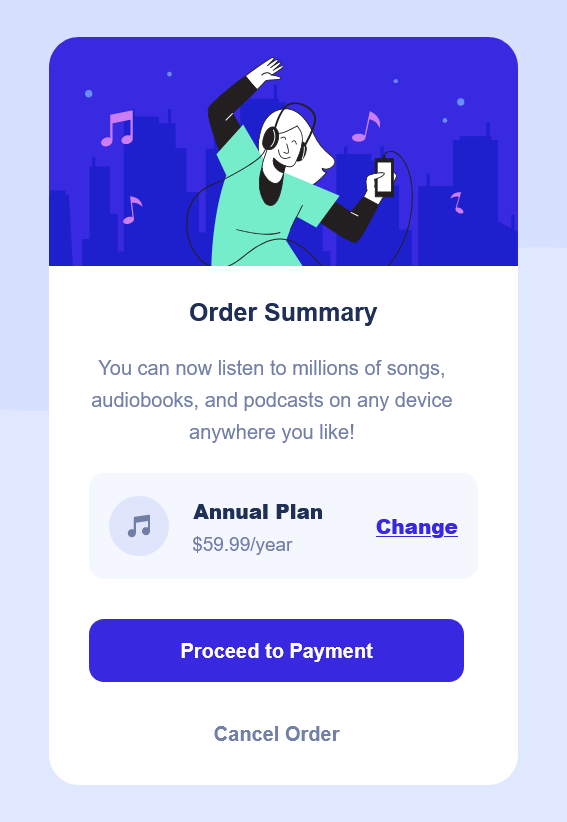 Order Summary
You can now listen to millions of songs,
audiobooks, and podcasts on any device
anywhere you like!
Annual Plan
$59.99/year
Change
Proceed to Payment
Cancel Order